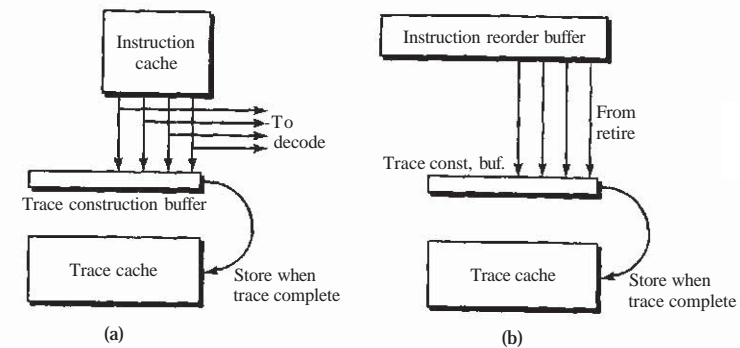 Instruction
cache
To
decode
Trace construction buffer
Trace cache
Store when
trace complete
(a)
Instruction reorder buffer
From
retire
Trace const, buf.
Trace cache
Store when
trace complete
(b)